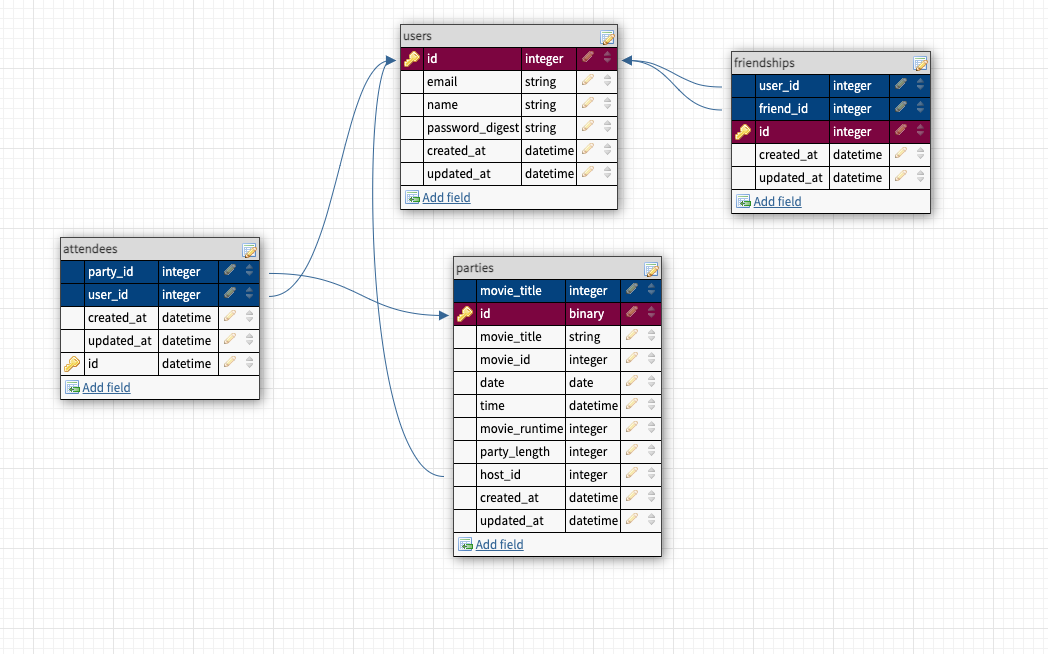 users
id integer
email string
name string
password_digest string
created_at datetime
updated_at datetime
Add field
friendships
user_id integer
friend_id integer
id integer
created_at datetime
updated_at datetime
Add field
attendees
party_id integer
user_id integer
created_at datetime
updated_at datetime
id datetime
Add field
parties
movie_title integer
id binary
movie_title string
movie_id integer
date date
time datetime
movie_runtime integer
party_length integer
host_id integer
created_at datetime
updated_at datetime
Add field